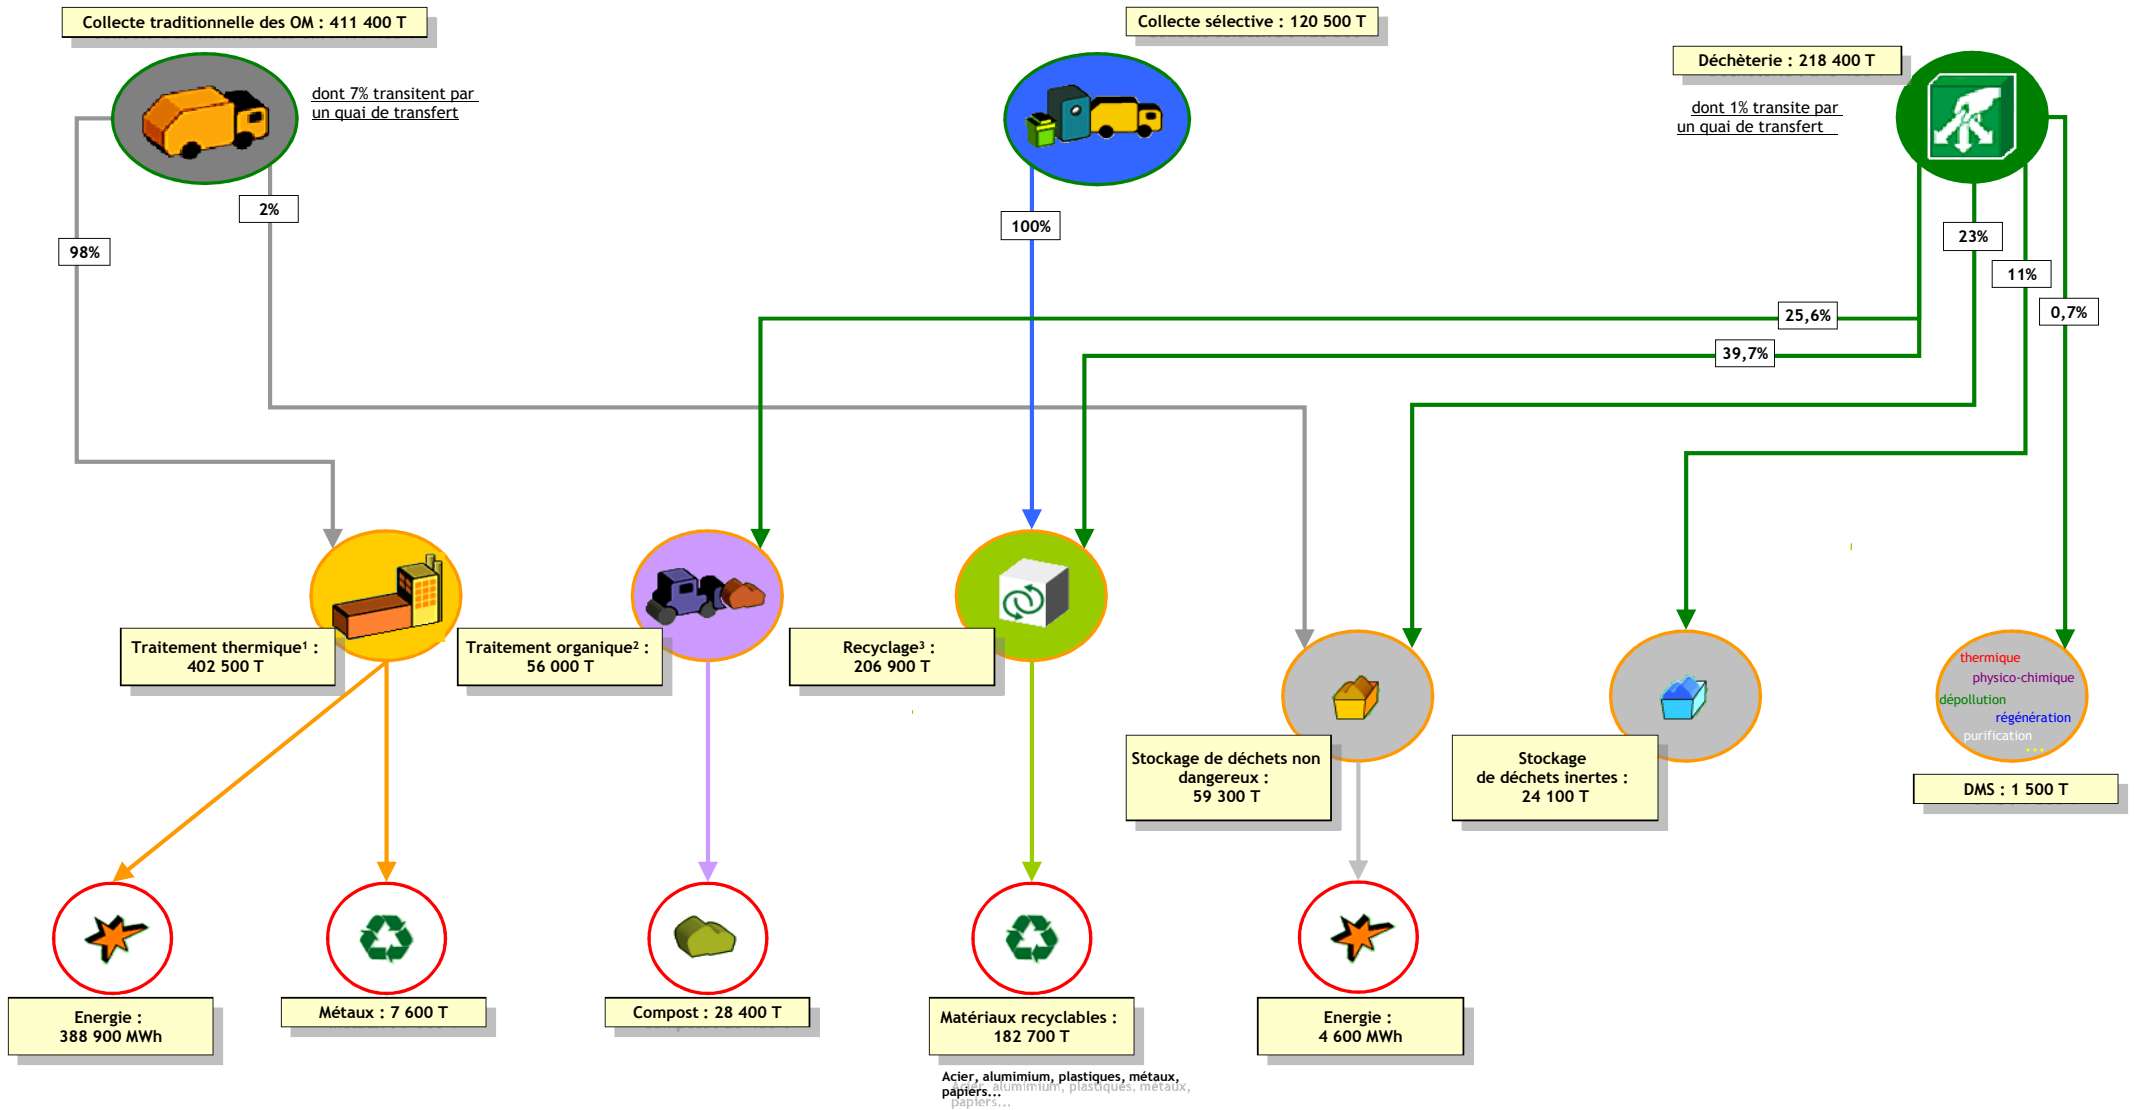 Collecte traditionnelle des OM : 411 400 T
Collecte sélective : 120 500 T
Déchèterie : 218 400 T
dont 7% transitent par
un quai de transfert
dont 1% transite par
un quai de transfert
2%
98%
100%
23%
11%
0,7%
25,6%
39,7%
Traitement thermique¹ :
402 500 T
Traitement organique² :
56 000 T
Recyclage³ :
206 900 T
Stockage de déchets non
dangereux :
59 300 T
Stockage
de déchets inertes :
24 100 T
thermique
physico-chimique
dépollution
régénération
purification
...
DMS : 1 500 T
Energie :
388 900 MWh
Métaux : 7 600 T
Compost : 28 400 T
Matériaux recyclables :
182 700 T
Energie :
4 600 MWh
Acier, alumimium, plastiques, métaux,
papiers...